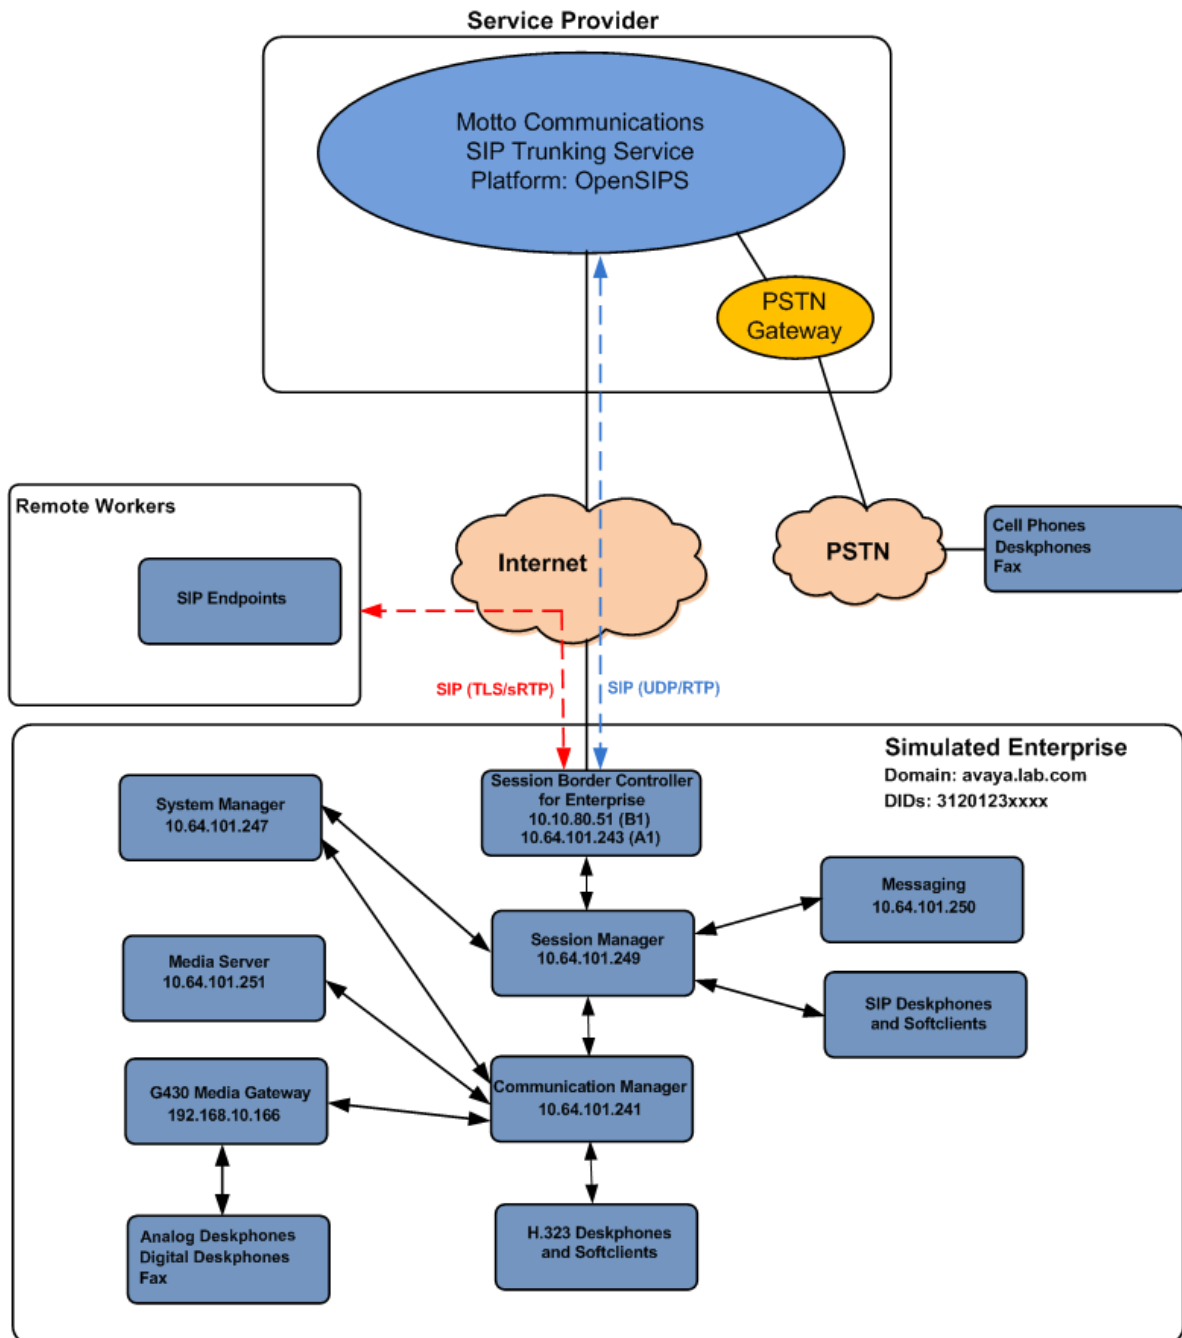 Service Provider
Motto Communications
SIP Trunking Service
Platform: OpenSIPS
PSTN
Gateway
Remote Workers
SIP Endpoints
Internet
PSTN
Cell Phones
Deskphones
Fax
SIP (TLS/sRTP)
SIP (UDP/RTP)
Simulated Enterprise
Domain: avaya.lab.com
DIDs: 3120123xxxx
Session Border Controller
for Enterprise
10.10.80.51 (B1)
10.64.101.243 (A1)
System Manager
10.64.101.247
Messaging
10.64.101.250
Session Manager
10.64.101.249
Media Server
10.64.101.251
SIP Deskphones
and Softclients
G430 Media Gateway
192.168.10.166
Communication Manager
10.64.101.241
Analog Deskphones
Digital Deskphones
Fax
H.323 Deskphones
and Softclients